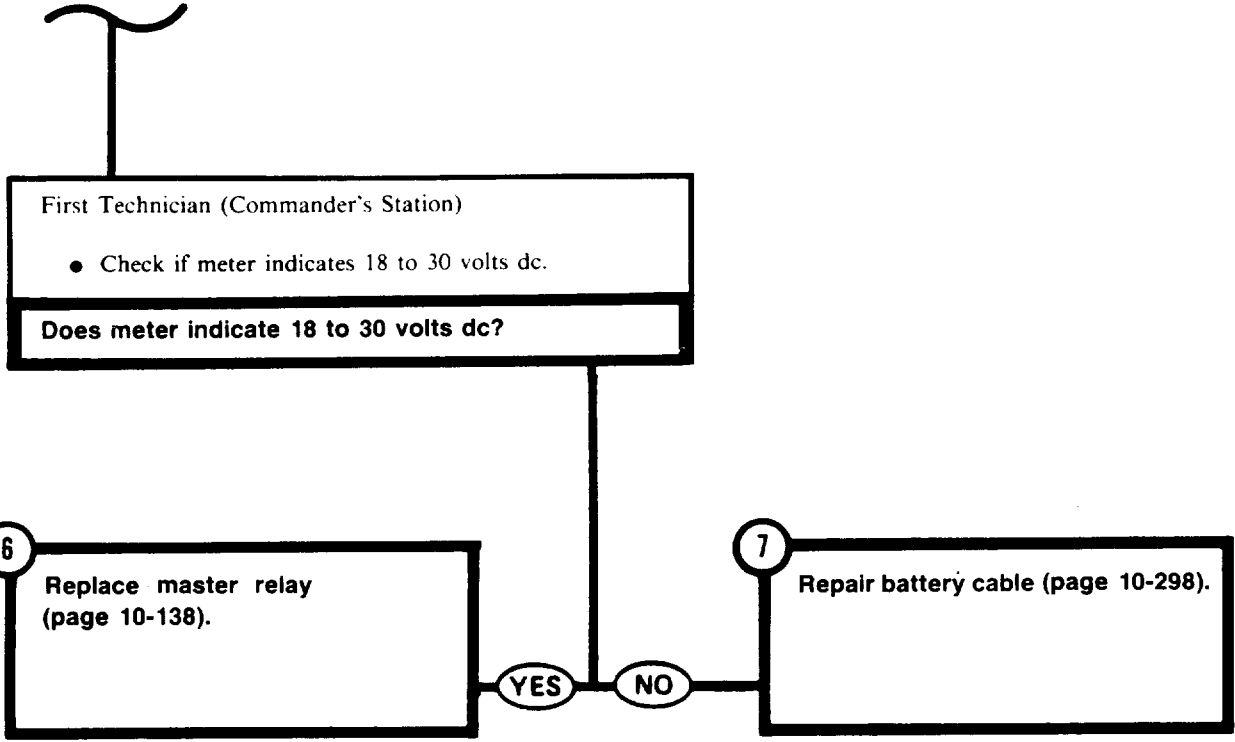 First Technician (Commander's Station)
● Check if meter indicates 18 to 30 volts dc.
Does meter indicate 18 to 30 volts dc?
6
Replace master relay
(page 10-138).
7
Repair battery cable (page 10-298).
YES
NO